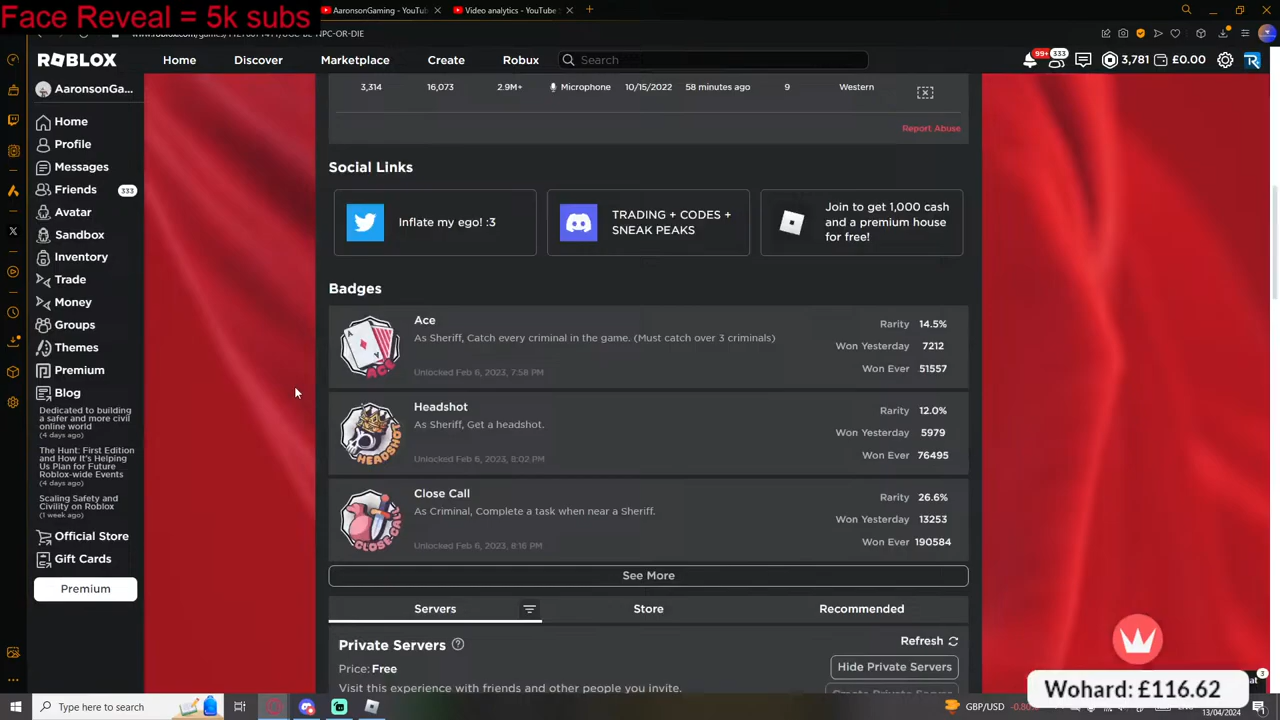 Face Reveal = 5k subs
AaronsonGaming - YouTub
Video analytics - YouTube
NPC-OR-DIE
ROBLOX
Home
Discover
Marketplace
Create
Robux
Search
99+
333
3,781
£0.00
AaronsonGa...
Home
Profile
Messages
Friends
333
Avatar
Sandbox
Inventory
Trade
Money
Groups
Themes
Premium
Blog
Dedicated to building
a safer and more civil
online world
(4 days ago)
The Hunt: First Edition
and How It's Helping
Us Plan for Future
Roblox-wide Events
(4 days ago)
Scaling Safety and
Civility on Roblox
(1 week ago)
Official Store
Gift Cards
Premium
3,314
16,073
2.9M+
Microphone
10/15/2022
58 minutes ago
9
Western
Report Abuse
Social Links
Inflate my ego! :3
TRADING + CODES +
SNEAK PEAKS
Join to get 1,000 cash
and a premium house
for free!
Badges
Ace
As Sheriff, Catch every criminal in the game. (Must catch over 3 criminals)
Unlocked Feb 6, 2023, 7:58 PM
Rarity 14.5%
Won Yesterday 7212
Won Ever 51557
Headshot
As Sheriff, Get a headshot.
Unlocked Feb 6, 2023, 8:02 PM
Rarity 12.0%
Won Yesterday 5979
Won Ever 76495
Close Call
As Criminal, Complete a task when near a Sheriff.
Unlocked Feb 6, 2023, 8:16 PM
Rarity 26.6%
Won Yesterday 13253
Won Ever 190584
See More
Servers
Store
Recommended
Private Servers
Refresh
Price: Free
Hide Private Servers
Visit this experience with friends and other people you invite.
Create Private Server
Wohard: £116.62
Type here to search
GBP/USD
-0.80%
13/04/2024